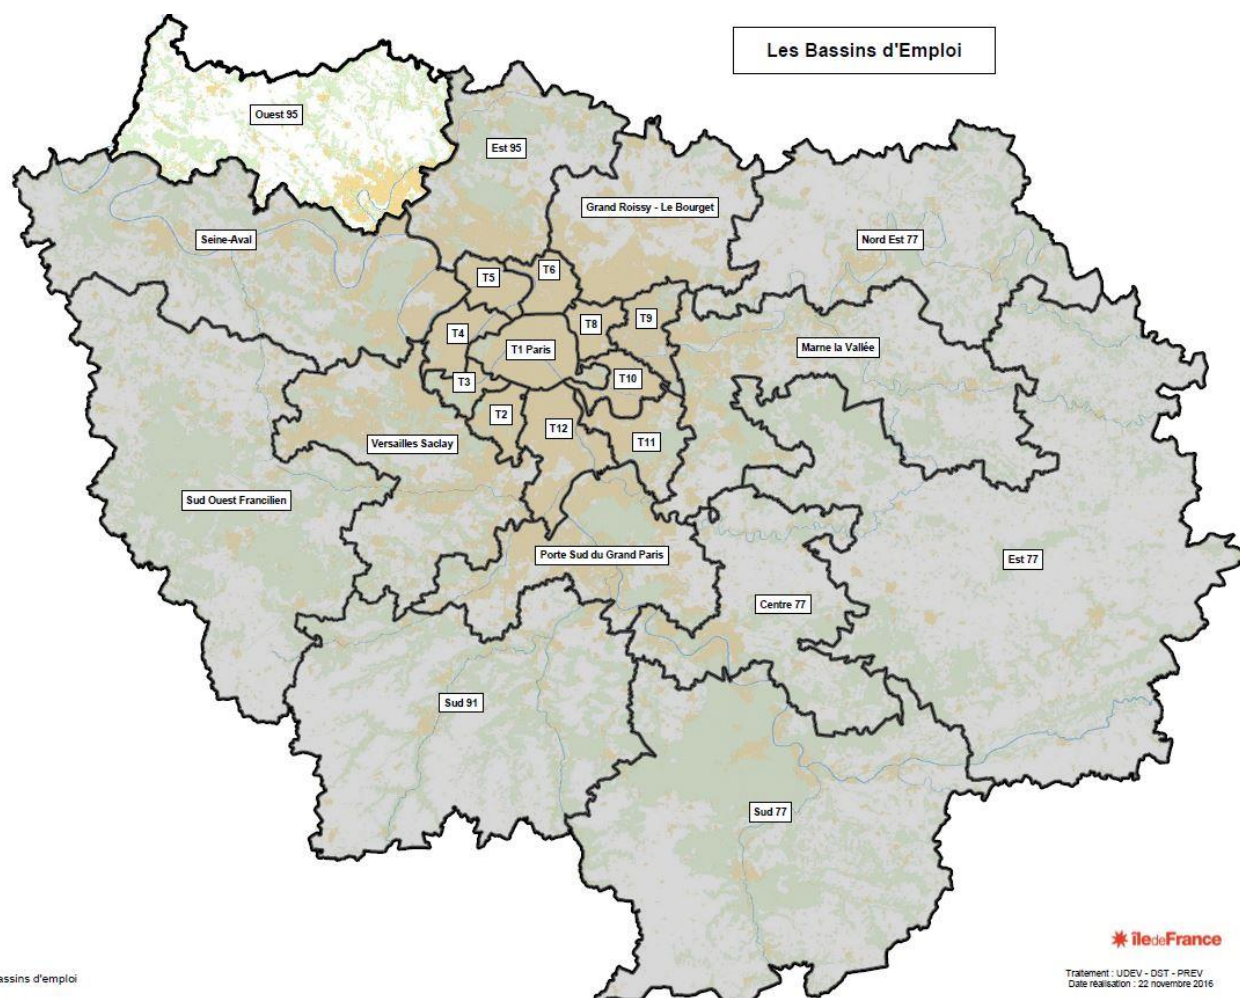 Les Bassins d'Emploi
Ouest 95
Est 95
Grand Roissy - Le Bourget
Nord Est 77
Seine-Aval
T5
T6
T4
T8
T9
T1 Paris
Marne la Vallée
T3
T10
T2
T12
T11
Versailles Saclay
Sud Ouest Francilien
Porte Sud du Grand Paris
Est 77
Centre 77
Sud 91
Sud 77
îledeFrance
assins d'emploi
Traitement : UDEV - DST - PREV
Date réalisation : 22 novembre 2016